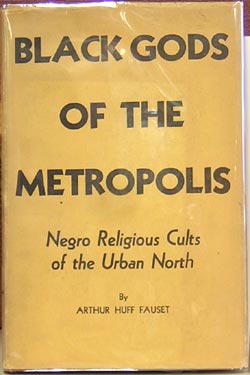 BLACK GODS
OF THE
METROPOLIS
Negro Religious Cults
of the Urban North
By
ARTHUR HUFF FAUSET